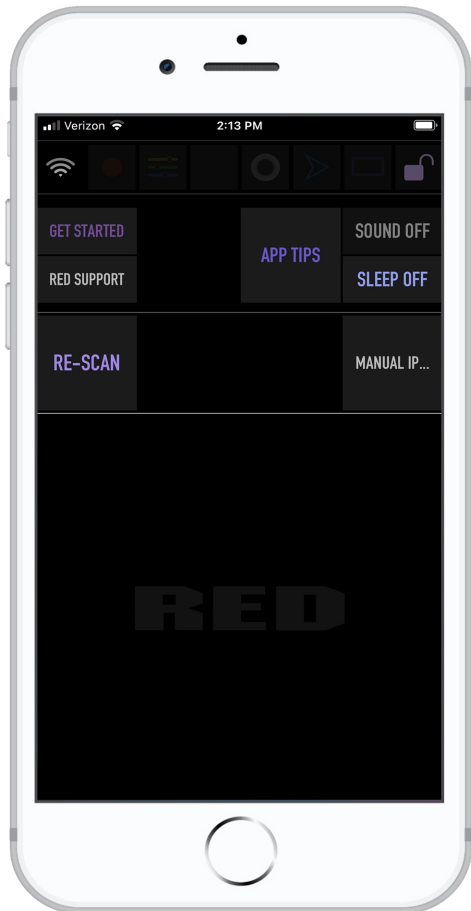 Verizon 2:13 PM
GET STARTED
RED SUPPORT
APP TIPS
SOUND OFF
SLEEP OFF
RE-SCAN
MANUAL IP...
RED